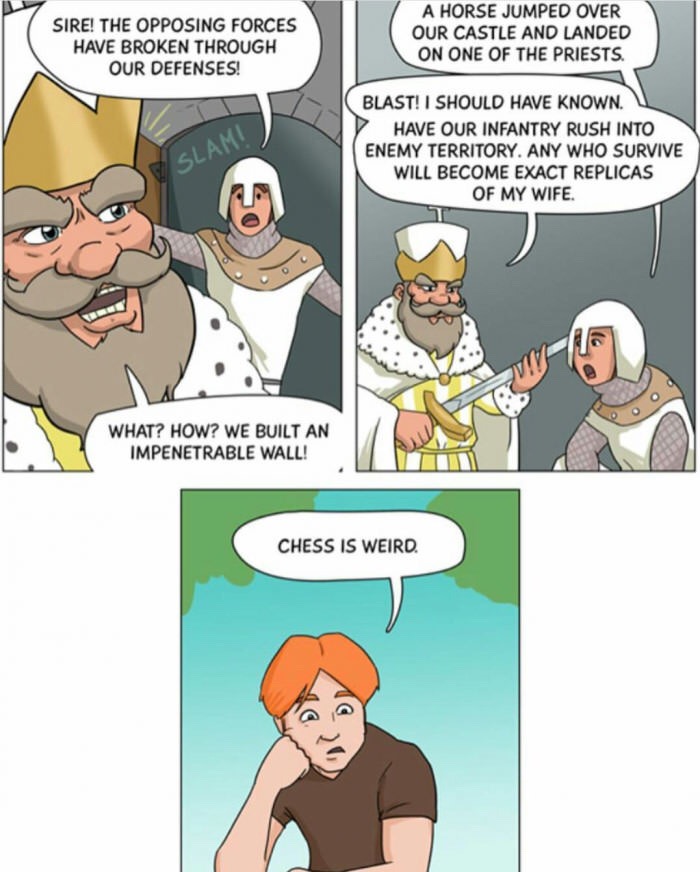 SIRE! THE OPPOSING FORCES
HAVE BROKEN THROUGH
OUR DEFENSES!
SLAM!
WHAT? HOW? WE BUILT AN
IMPENETRABLE WALL!
A HORSE JUMPED OVER
OUR CASTLE AND LANDED
ON ONE OF THE PRIESTS.
BLAST! I SHOULD HAVE KNOWN.
HAVE OUR INFANTRY RUSH INTO
ENEMY TERRITORY. ANY WHO SURVIVE
WILL BECOME EXACT REPLICAS
OF MY WIFE.
CHESS IS WEIRD.